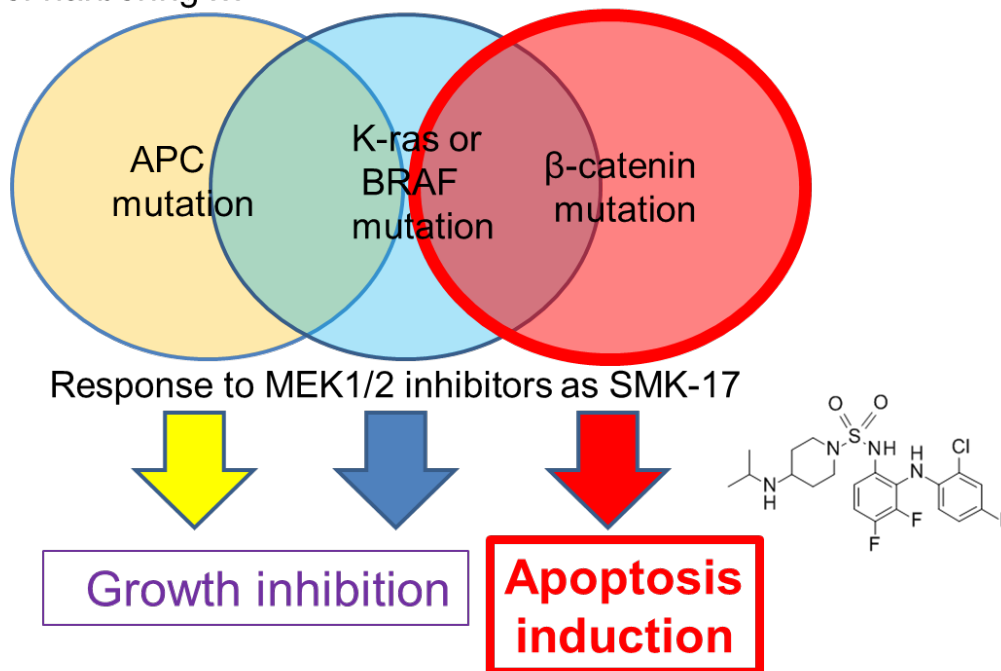 APC
mutation
K-ras or
BRAF
mutation
β-catenin
mutation
Response to MEK1/2 inhibitors as SMK-17
O
O
S
N
NH
H
N
Cl
N
H
F
F
Growth inhibition
Apoptosis
induction